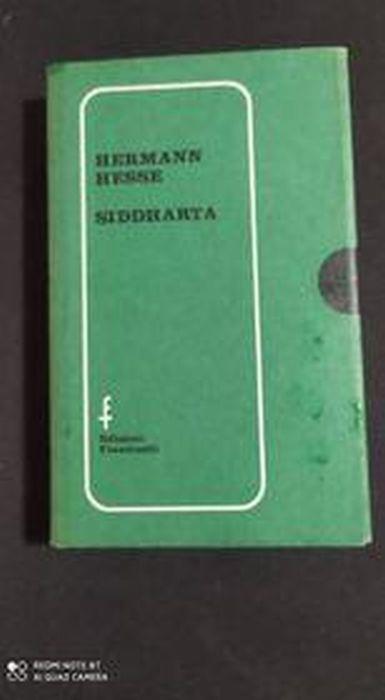 HERMANN
HESSE
SIDDHARTA
f
Edizioni
Frassinelli
REDMI NOTE 8T
AI QUAD CAMERA